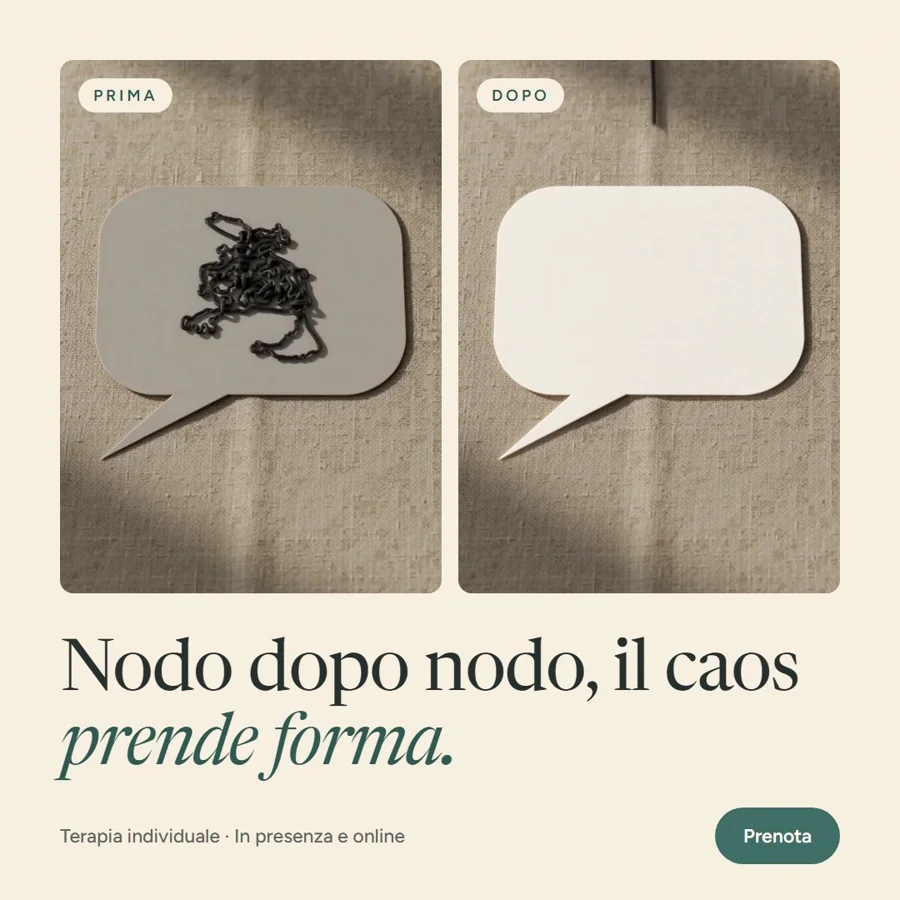 PRIMA
DOPO
Nodo dopo nodo, il caos
prende forma.
Terapia individuale · In presenza e online
Prenota